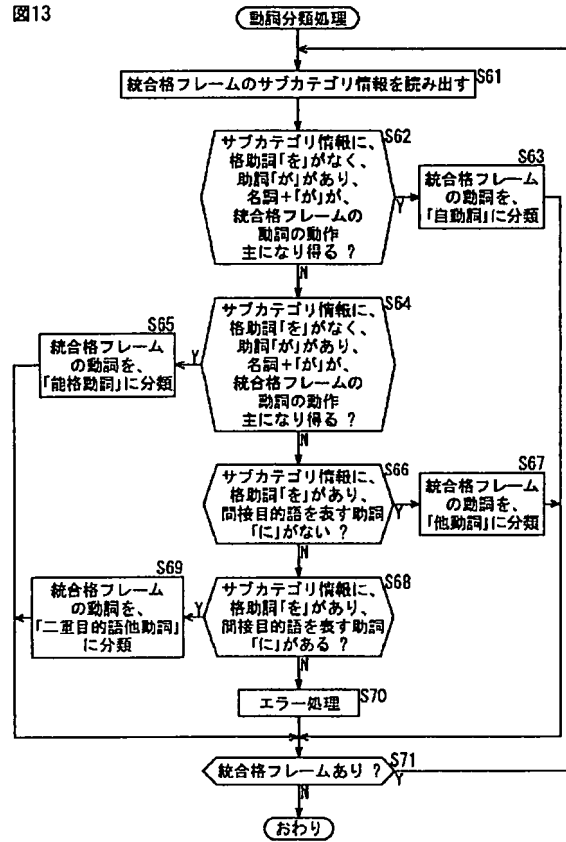 図13
動詞分類処理
統合格フレームのサブカテゴリ情報を読み出す
S61
サブカテゴリ情報に、
格助詞「を」がなく、
助詞「が」があり、
名詞+「が」が、
統合格フレームの
動詞の動作
主になり得る ?
S62
Y
N
S63
統合格フレーム
の動詞を、
「自動詞」に分類
サブカテゴリ情報に、
格助詞「を」がなく、
助詞「が」があり、
名詞+「が」が、
統合格フレームの
動詞の動作
主になり得る ?
S64
Y
N
S65
統合格フレーム
の動詞を、
「能格動詞」に分類
サブカテゴリ情報に、
格助詞「を」があり、
間接目的語を表す助詞
「に」がない ?
S66
Y
N
S67
統合格フレーム
の動詞を、
「他動詞」に分類
サブカテゴリ情報に、
格助詞「を」があり、
間接目的語を表す助詞
「に」がある ?
S68
Y
N
S69
統合格フレーム
の動詞を、
「二重目的語他動詞」
に分類
エラー処理
S70
統合格フレームあり ?
S71
Y
N
おわり